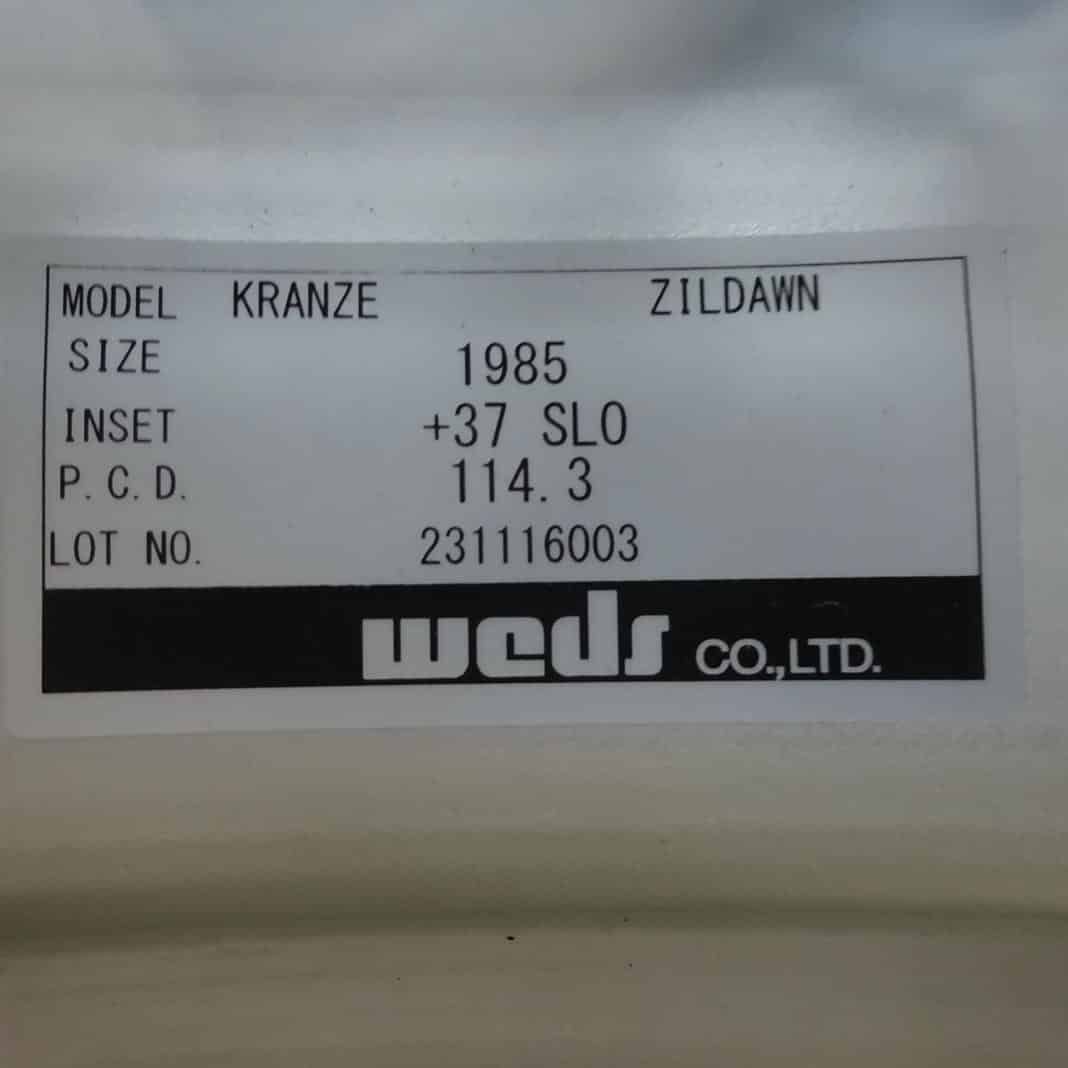 MODEL KRANZE ZILDAWN
SIZE 1985
INSET +37 SLO
P.C.D. 114.3
LOT NO. 231116003
weds CO.,LTD.